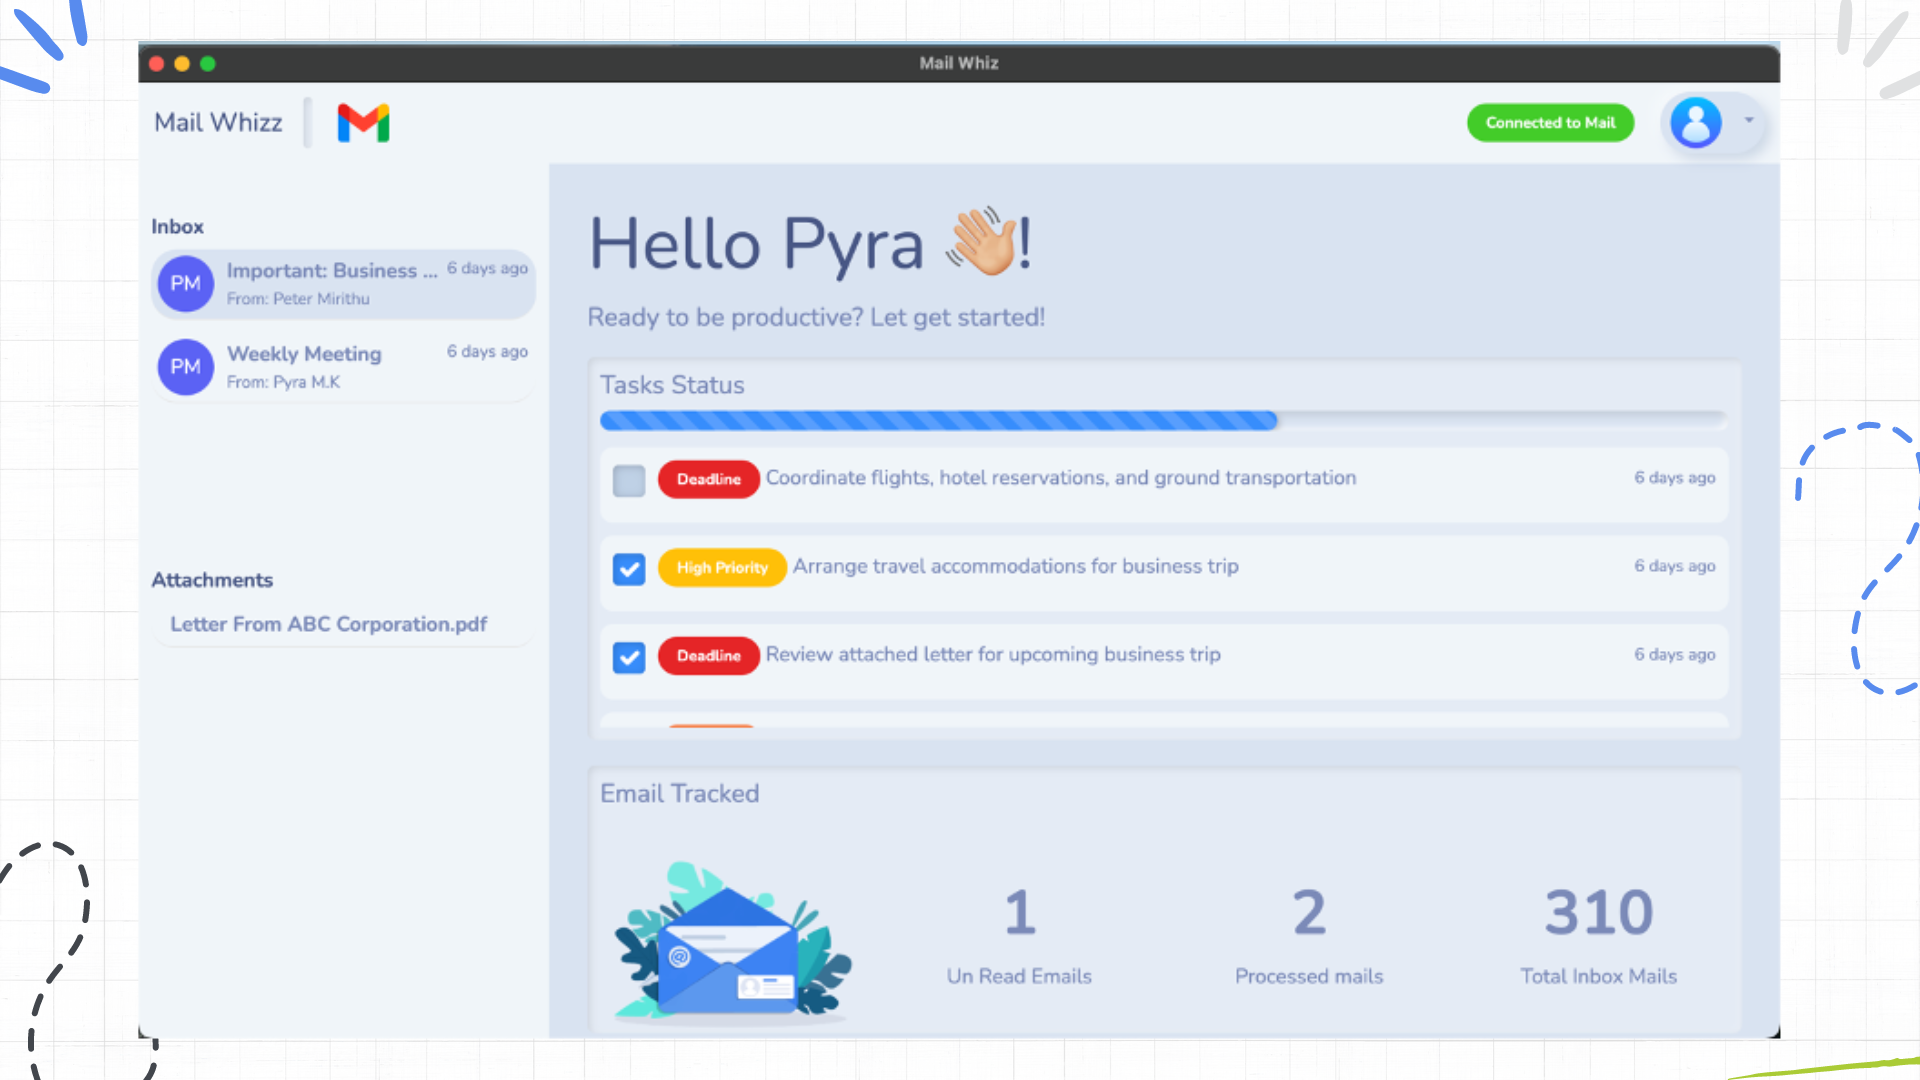 Mail Whiz
Mail Whizz
Connected to Mail
Inbox
PM
Important: Business ...
6 days ago
From: Peter Mirithu
PM
Weekly Meeting
6 days ago
From: Pyra M.K
Attachments
Letter From ABC Corporation.pdf
Hello Pyra 👋🏼!
Ready to be productive? Let get started!
Tasks Status
Deadline Coordinate flights, hotel reservations, and ground transportation 6 days ago
High Priority Arrange travel accommodations for business trip 6 days ago
Deadline Review attached letter for upcoming business trip 6 days ago
Email Tracked
@
1 2 310
Un Read Emails Processed mails Total Inbox Mails